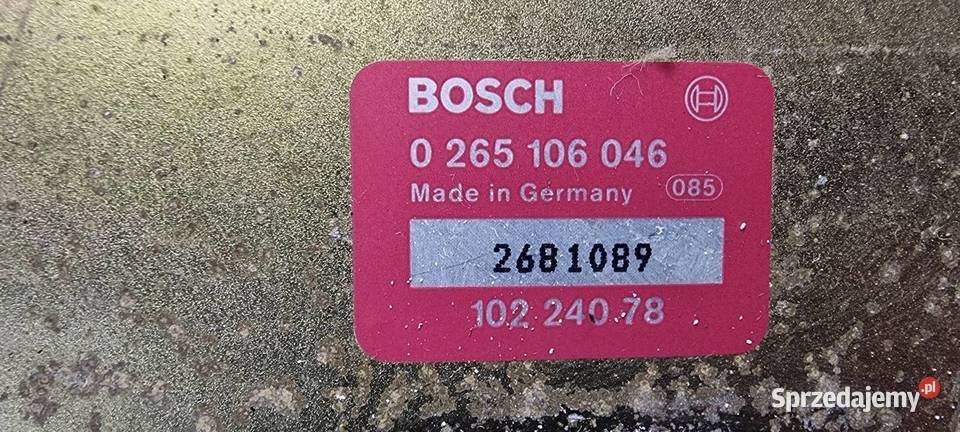 BOSCH
0 265 106 046
Made in Germany 085
2681089
102 240 78
Sprzedajemy.pl